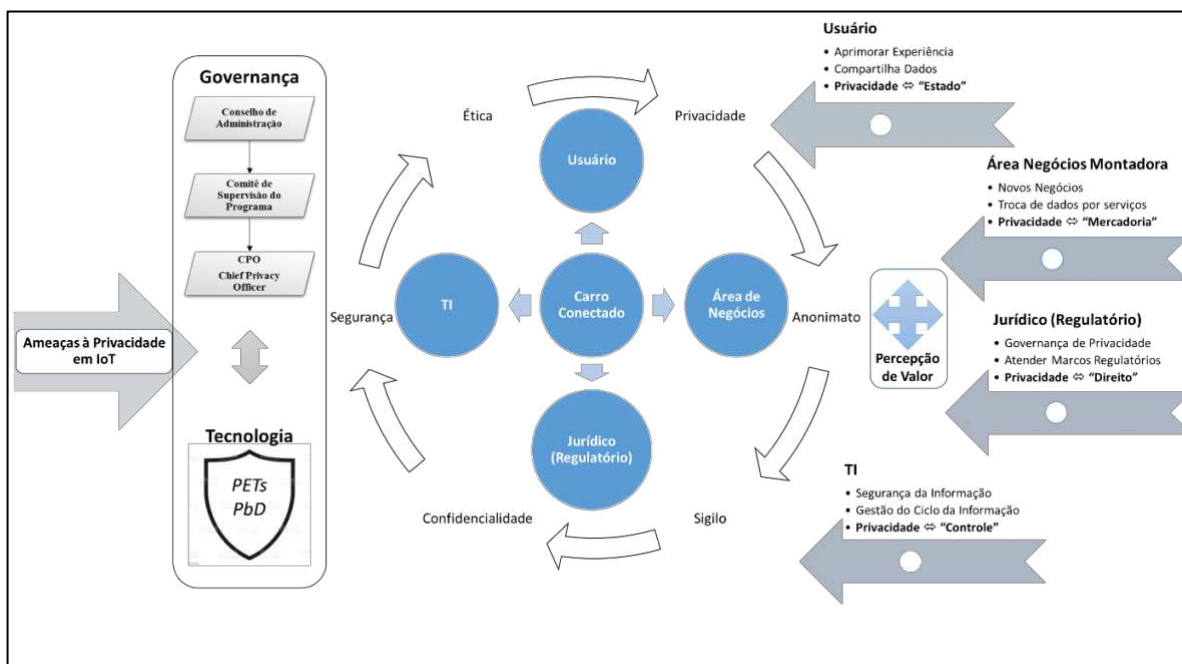 Governança
Conselho de
Administração
Comitê de
Supervisão do
Programa
CPO
Chief Privacy
Officer
Ameaças à Privacidade
em IoT
Tecnologia
PETs
PbD
Ética
Privacidade
Anonimato
Sigilo
Confidencialidade
Segurança
Usuário
TI
Carro
Conectado
Área de
Negócios
Jurídico
(Regulatório)
Percepção
de Valor
Usuário
• Aprimorar Experiência
• Compartilha Dados
• Privacidade ⇔ “Estado”
Área Negócios Montadora
• Novos Negócios
• Troca de dados por serviços
• Privacidade ⇔ “Mercadoria”
Jurídico (Regulatório)
• Governança de Privacidade
• Atender Marcos Regulatórios
• Privacidade ⇔ “Direito”
TI
• Segurança da Informação
• Gestão do Ciclo da Informação
• Privacidade ⇔ “Controle”